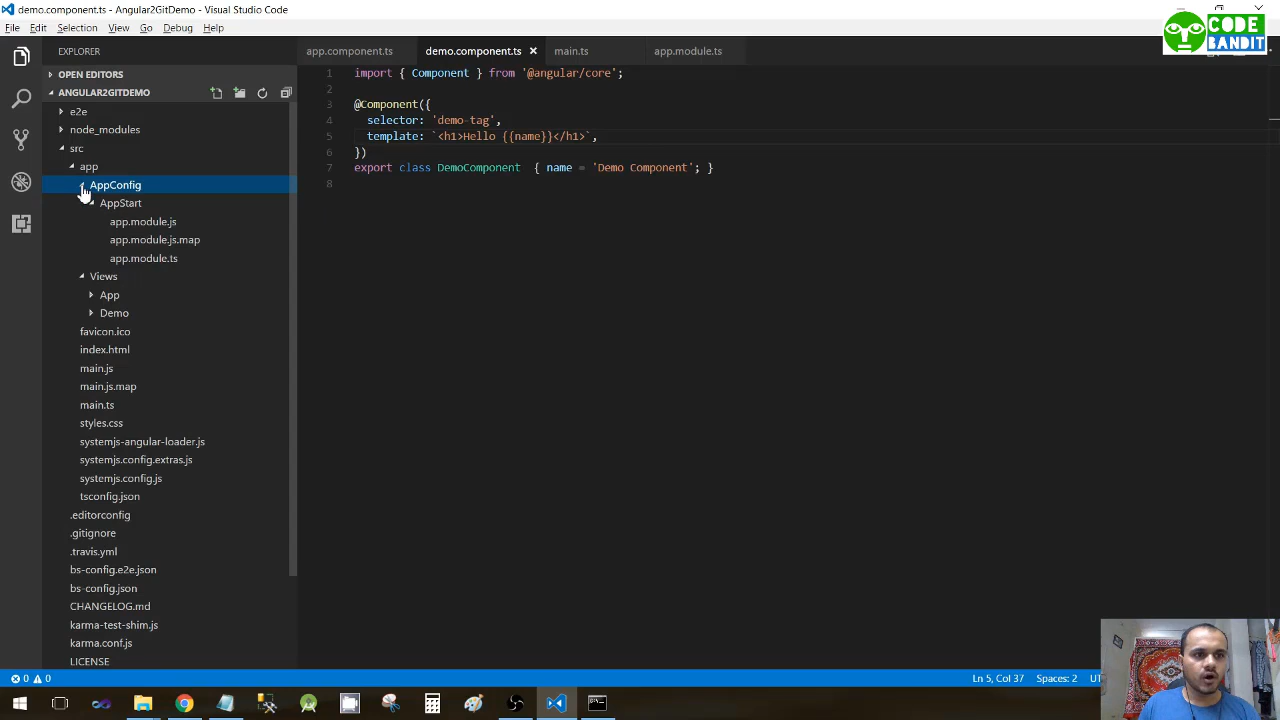 demo.component.ts - Angular2GitDemo - Visual Studio Code
File Edit Selection View Go Debug Help
CODE
BANDIT
EXPLORER
app.component.ts demo.component.ts main.ts app.module.ts
OPEN EDITORS
ANGULAR2GITDEMO
e2e
node_modules
src
app
AppConfig
AppStart
app.module.js
app.module.js.map
app.module.ts
Views
App
Demo
favicon.ico
index.html
main.js
main.js.map
main.ts
styles.css
systemjs-angular-loader.js
systemjs.config.extras.js
systemjs.config.js
tsconfig.json
.editorconfig
.gitignore
.travis.yml
bs-config.e2e.json
bs-config.json
CHANGELOG.md
karma-test-shim.js
karma.conf.js
LICENSE
1 import { Component } from '@angular/core';
2
3 @Component({
4 selector: 'demo-tag',
5 template: `<h1>Hello {{name}}</h1>`,
6 })
7 export class DemoComponent { name = 'Demo Component'; }
8
0 0 Ln 5, Col 37 Spaces: 2